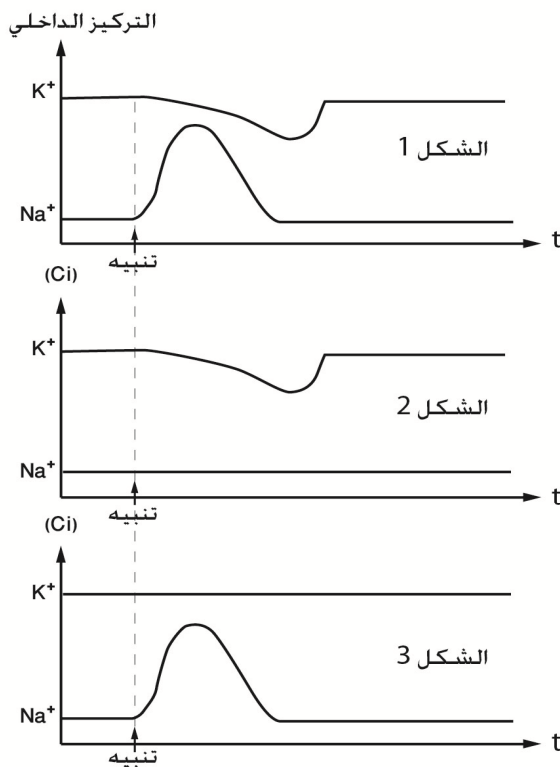 التركيز الداخلي
K⁺
الشكل 1
Na⁺
t
تنبيه
(Ci)
K⁺
الشكل 2
Na⁺
t
تنبيه
(Ci)
K⁺
الشكل 3
Na⁺
t
تنبيه